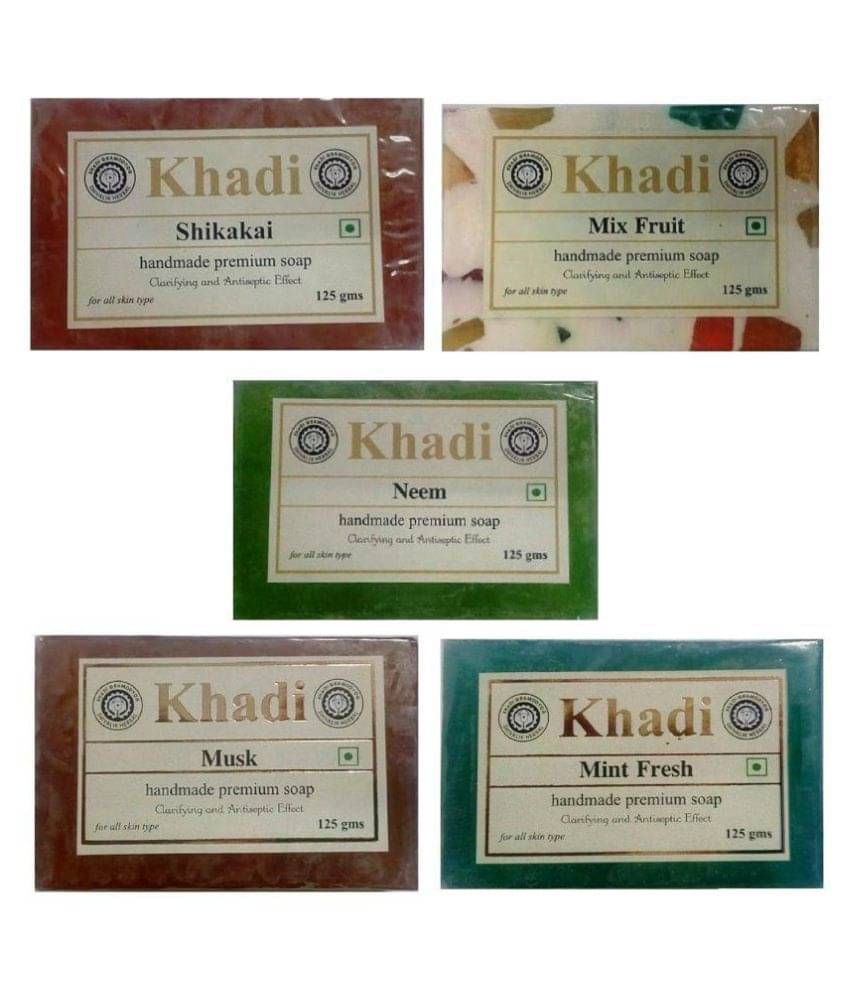 Khadi
Shikakai
handmade premium soap
Clarifying and Antiseptic Effect
for all skin type 125 gms
Khadi
Mix Fruit
handmade premium soap
Clarifying and Antiseptic Effect
for all skin type 125 gms
Khadi
Neem
handmade premium soap
Clarifying and Antiseptic Effect
for all skin type 125 gms
Khadi
Musk
handmade premium soap
Clarifying and Antiseptic Effect
for all skin type 125 gms
Khadi
Mint Fresh
handmade premium soap
Clarifying and Antiseptic Effect
for all skin type 125 gms